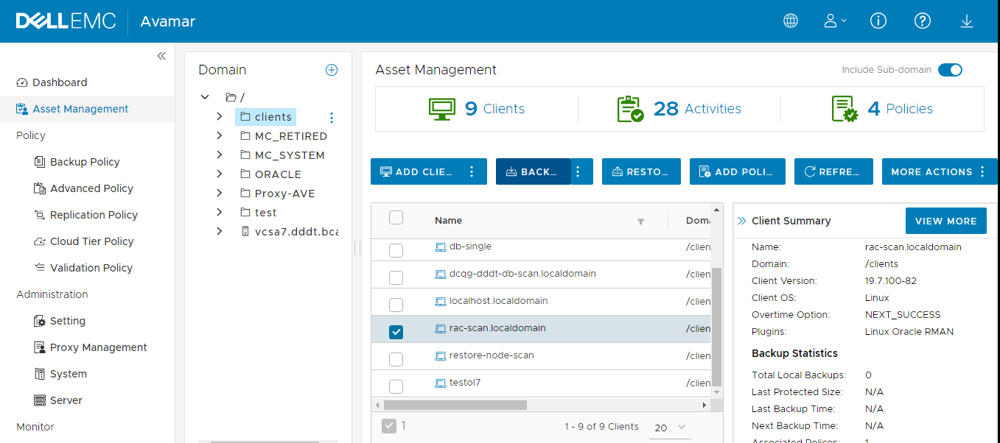 DELLEMC Avamar
Dashboard
Asset Management
Policy
Backup Policy
Advanced Policy
Replication Policy
Cloud Tier Policy
Validation Policy
Administration
Setting
Proxy Management
System
Server
Monitor
Domain
/
clients
MC_RETIRED
MC_SYSTEM
ORACLE
Proxy-AVE
test
vcsa7.dddt.bca
Asset Management
Include Sub-domain
9 Clients
28 Activities
4 Policies
ADD CLIE...
BACK...
RESTO...
ADD POLI...
REFRE...
MORE ACTIONS
Name Doma
db-single /clien
dcqg-dddt-db-scan.localdomain /clien
localhost.localdomain /clien
rac-scan.localdomain /clien
restore-node-scan /clien
testol7 /clien
1
1 - 9 of 9 Clients 20
Client Summary
VIEW MORE
Name: rac-scan.localdomain
Domain: /clients
Client Version: 19.7.100-82
Client OS: Linux
Overtime Option: NEXT_SUCCESS
Plugins: Linux Oracle RMAN
Backup Statistics
Total Local Backups: 0
Last Protected Size: N/A
Last Backup Time: N/A
Next Backup Time: N/A
Associated Polices: 1